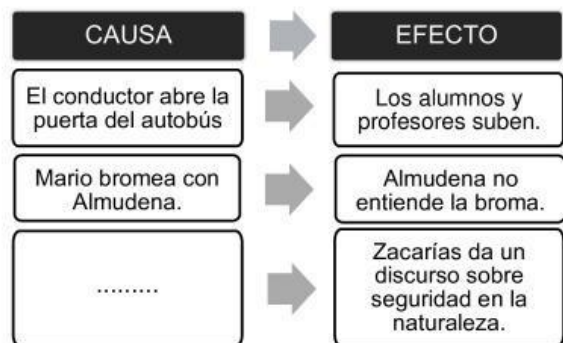 CAUSA
EFECTO
El conductor abre la
puerta del autobús
Los alumnos y
profesores suben.
Mario bromea con
Almudena.
Almudena no
entiende la broma.
.........
Zacarías da un
discurso sobre
seguridad en la
naturaleza.